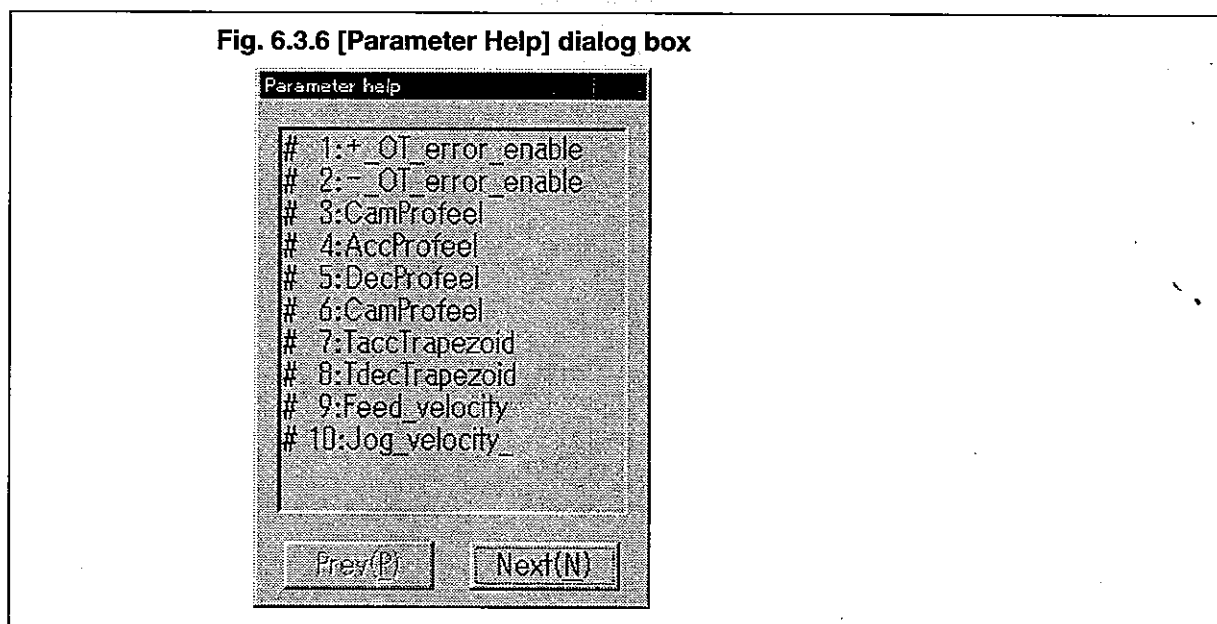 Fig. 6.3.6 [Parameter Help] dialog box
Parameter help
# 1:+_OT_error_enable
# 2:-_OT_error_enable
# 3:CamProfeel
# 4:AccProfeel
# 5:DecProfeel
# 6:CamProfeel
# 7:TaccTrapezoid
# 8:TdecTrapezoid
# 9:Feed_velocity
# 10:Jog_velocity_
Prev(P) Next(N)